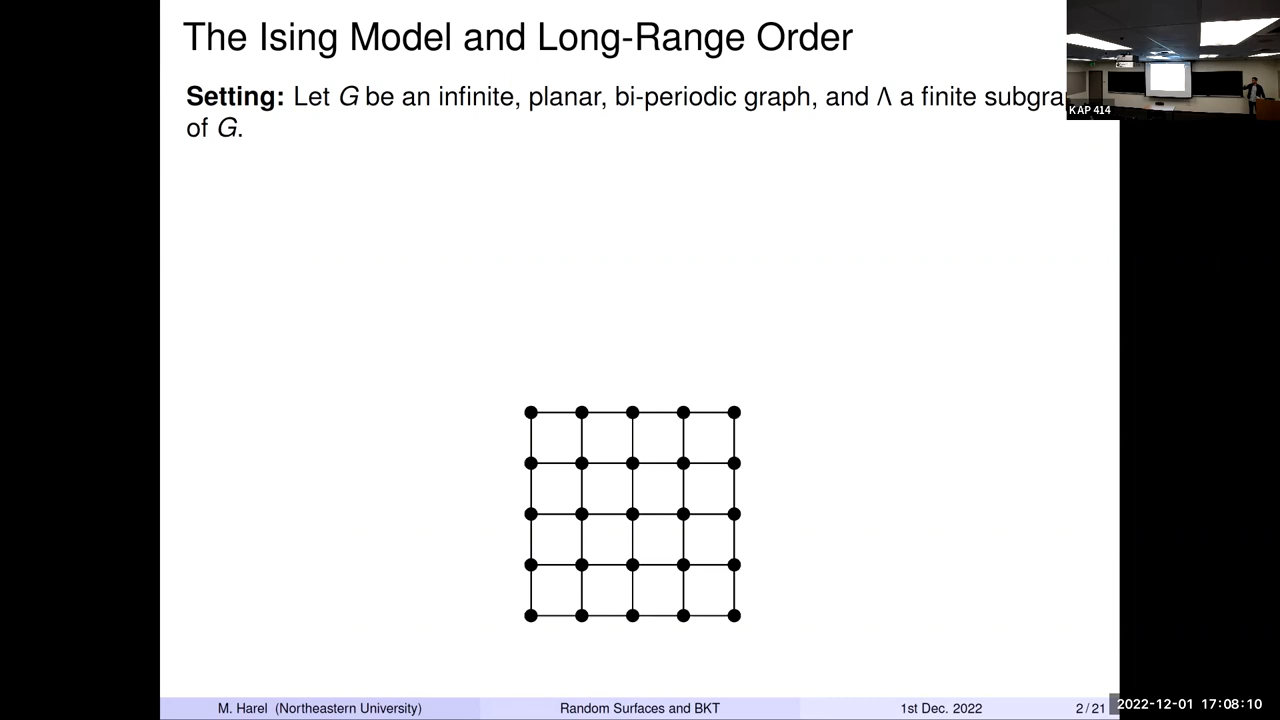 The Ising Model and Long-Range Order
Setting: Let G be an infinite, planar, bi-periodic graph, and Λ a finite
of G.
KAP 414
M. Harel (Northeastern University)
Random Surfaces and BKT
1st Dec. 2022
2 / 21
2022-12-01 17:08:10